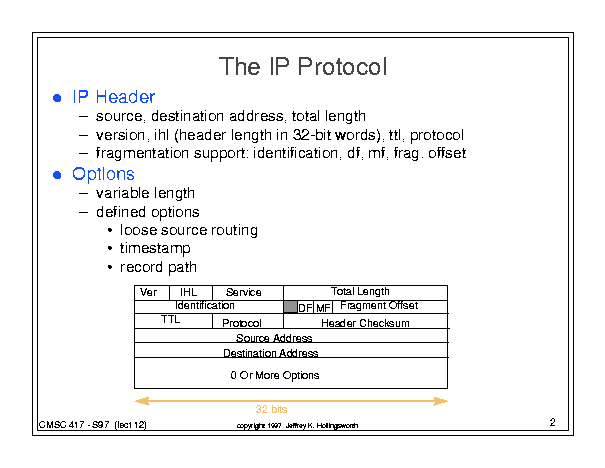 The IP Protocol
● IP Header
– source, destination address, total length
– version, ihl (header length in 32-bit words), ttl, protocol
– fragmentation support: identification, df, mf, frag. offset
● Options
– variable length
– defined options
• loose source routing
• timestamp
• record path
Ver IHL Service Total Length
Identification DF MF Fragment Offset
TTL Protocol Header Checksum
Source Address
Destination Address
0 Or More Options
32 bits
CMSC 417 - S97 (lect 12) copyright 1997 Jeffrey K. Hollingsworth 2